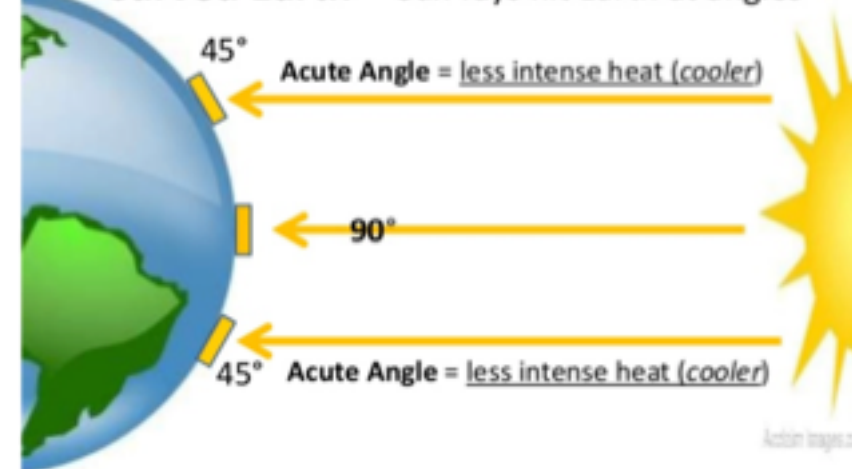 45°
Acute Angle = less intense heat (cooler)
90°
45° Acute Angle = less intense heat (cooler)